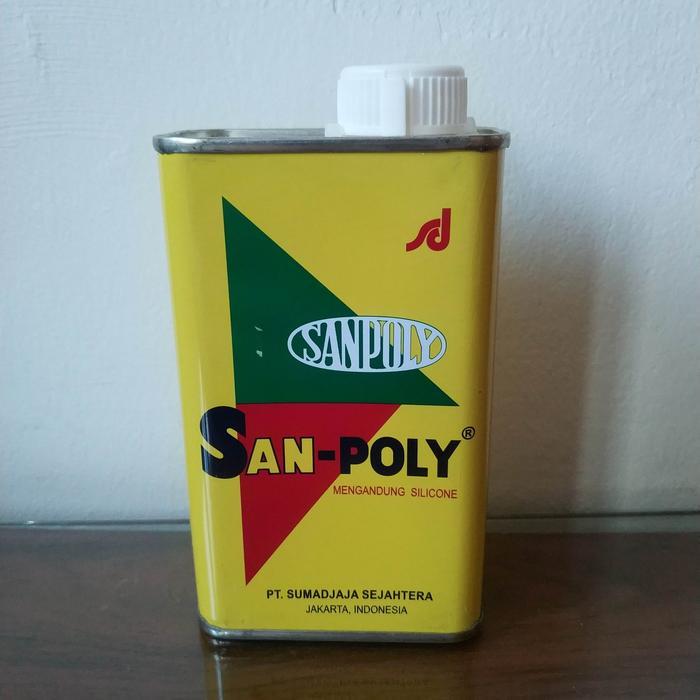 sd
SANPOLY
SAN-POLY®
MENGANDUNG SILICONE
PT. SUMADJAJA SEJAHTERA
JAKARTA, INDONESIA